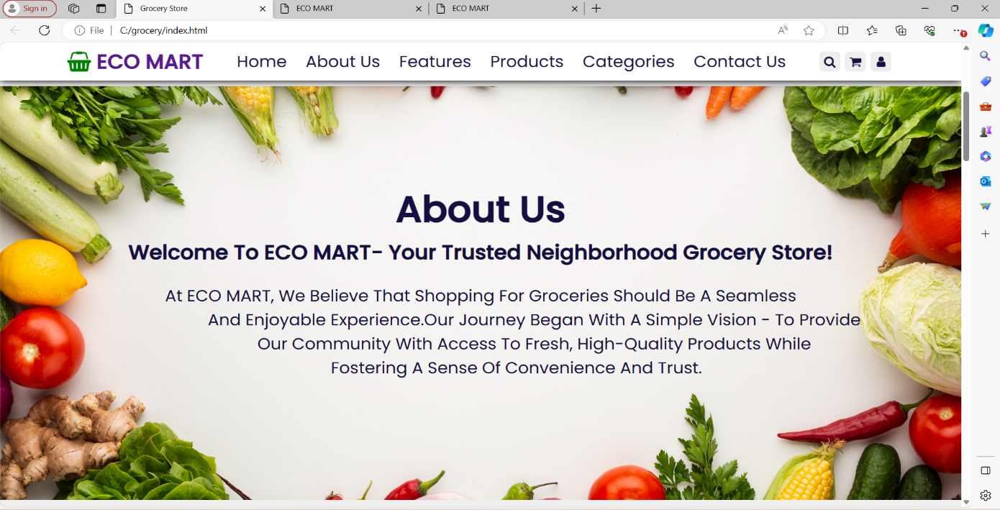 Sign in
Grocery Store
ECO MART
ECO MART
File
C:/grocery/index.html
ECO MART
Home
About Us
Features
Products
Categories
Contact Us
About Us
Welcome To ECO MART- Your Trusted Neighborhood Grocery Store!
At ECO MART, We Believe That Shopping For Groceries Should Be A Seamless
And Enjoyable Experience.Our Journey Began With A Simple Vision - To Provide
Our Community With Access To Fresh, High-Quality Products While
Fostering A Sense Of Convenience And Trust.